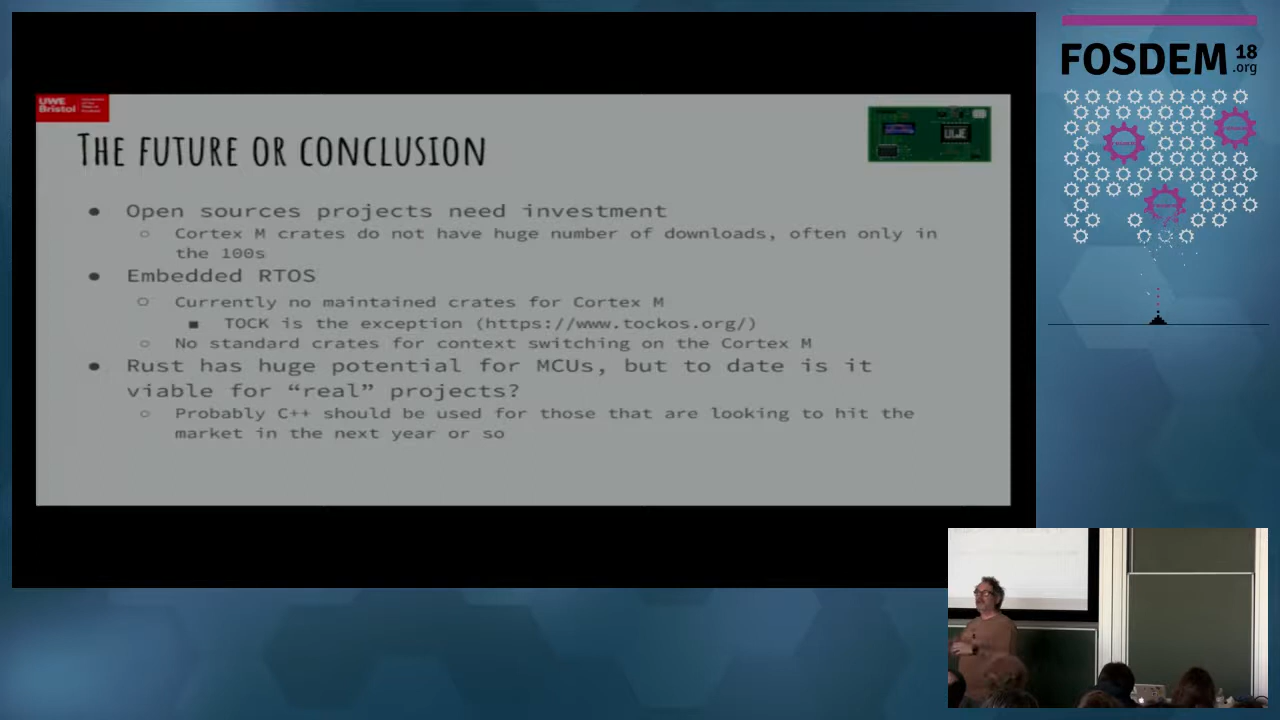 FOSDEM 18
.org
UWE
Bristol
UWE
THE FUTURE OR CONCLUSION
● Open sources projects need investment
○ Cortex M crates do not have huge number of downloads, often only in
the 100s
● Embedded RTOS
○ Currently no maintained crates for Cortex M
■ TOCK is the exception (https://www.tockos.org/)
○ No standard crates for context switching on the Cortex M
● Rust has huge potential for MCUs, but to date is it
viable for “real” projects?
○ Probably C++ should be used for those that are looking to hit the
market in the next year or so